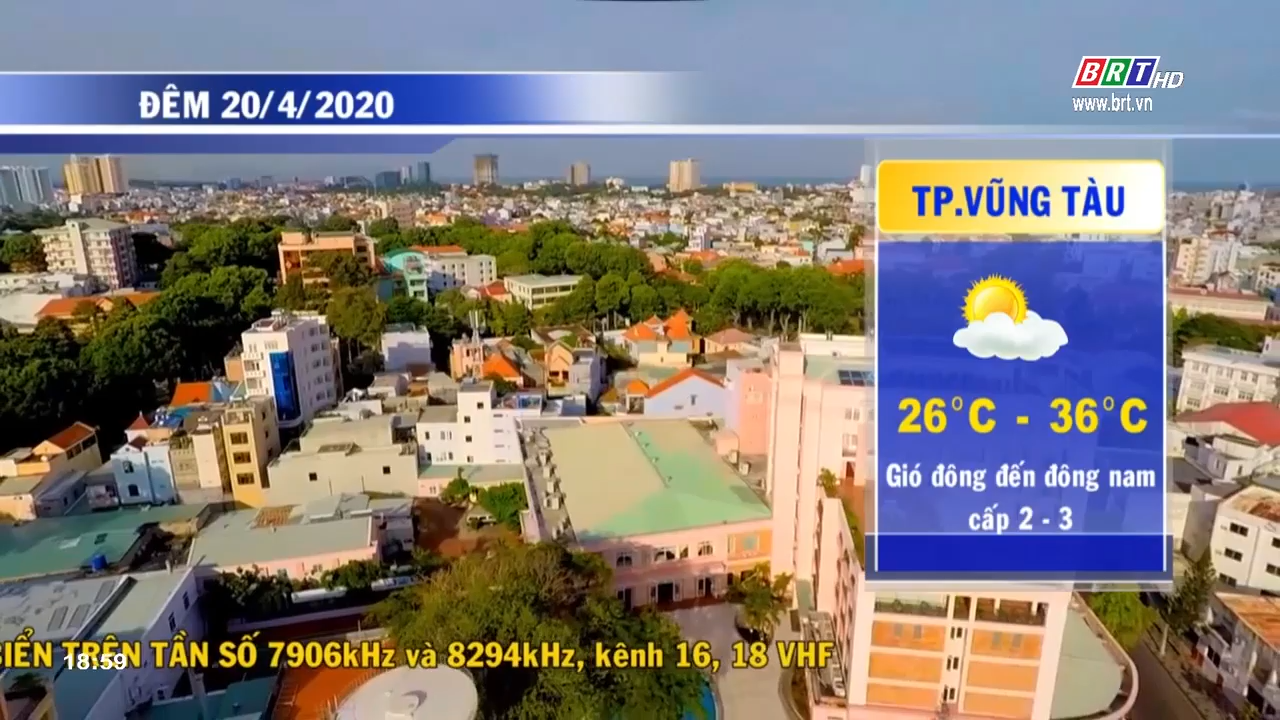 BRT HD
www.brt.vn
ĐÊM 20/4/2020
TP.VŨNG TÀU
26°C - 36°C
Gió đông đến đông nam
cấp 2 - 3
TRÊN TẦN SỐ 7906kHz và 8294kHz, kênh 16, 18 VHF
18:59